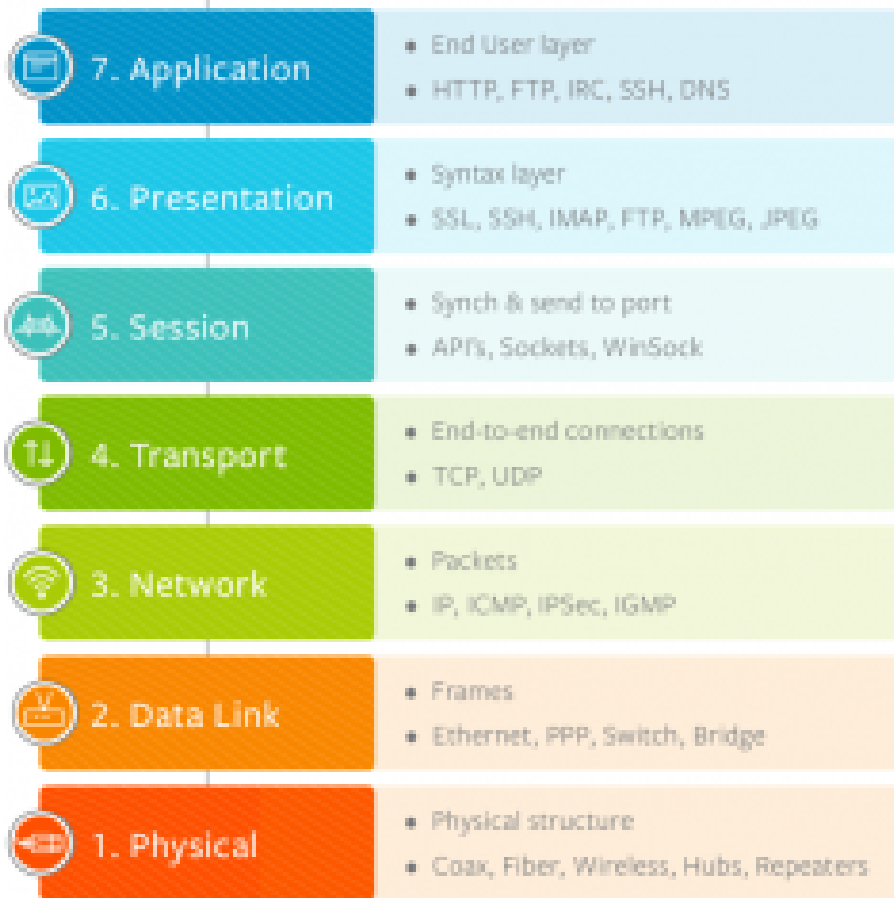 7. Application
• End User layer
• HTTP, FTP, IRC, SSH, DNS
6. Presentation
• Syntax layer
• SSL, SSH, IMAP, FTP, MPEG, JPEG
5. Session
• Synch & send to port
• API's, Sockets, WinSock
4. Transport
• End-to-end connections
• TCP, UDP
3. Network
• Packets
• IP, ICMP, IPSec, IGMP
2. Data Link
• Frames
• Ethernet, PPP, Switch, Bridge
1. Physical
• Physical structure
• Coax, Fiber, Wireless, Hubs, Repeaters